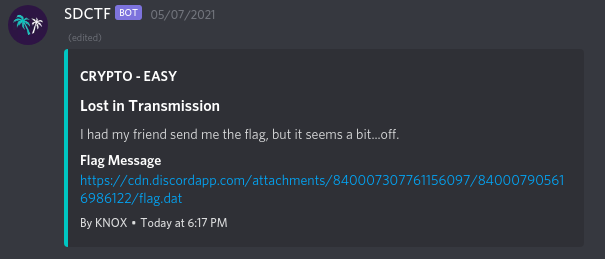 SDCTF BOT 05/07/2021
(edited)
CRYPTO - EASY
Lost in Transmission
I had my friend send me the flag, but it seems a bit...off.
Flag Message
https://cdn.discordapp.com/attachments/840007307761156097/84000790561
6986122/flag.dat
By KNOX • Today at 6:17 PM